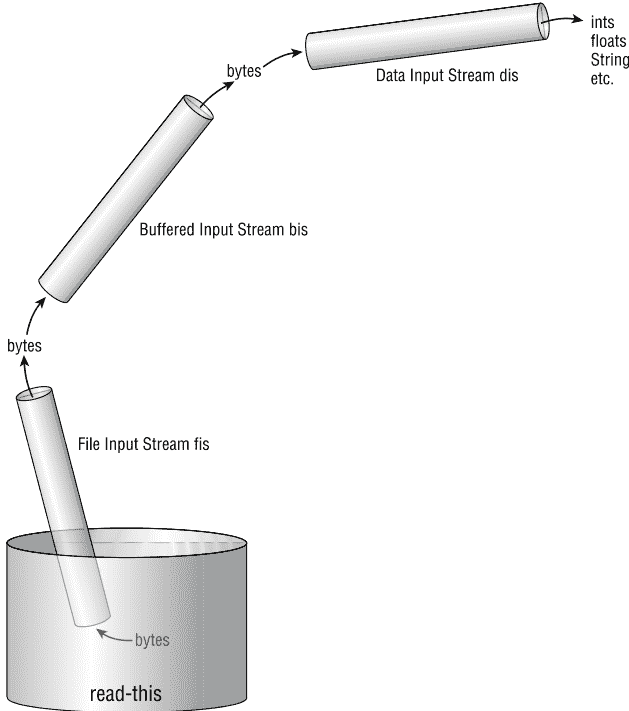 ints
floats
String
etc.
bytes
Data Input Stream dis
Buffered Input Stream bis
bytes
File Input Stream fis
bytes
read-this